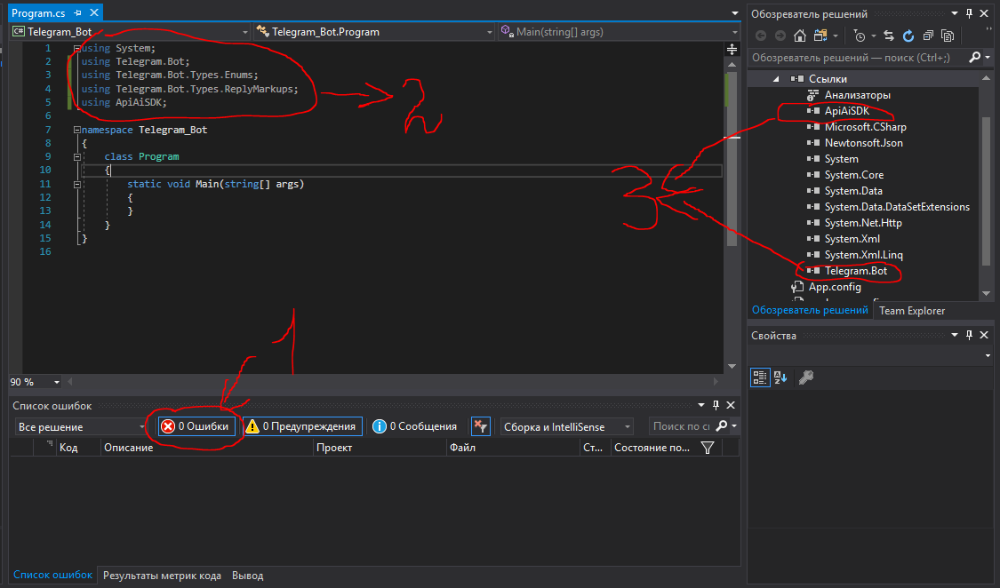 Program.cs
Telegram_Bot Telegram_Bot.Program Main(string[] args)
1 using System;
2 using Telegram.Bot;
3 using Telegram.Bot.Types.Enums;
4 using Telegram.Bot.Types.ReplyMarkups;
5 using ApiAiSDK;
6
7 namespace Telegram_Bot
8 {
9 class Program
10 {
11 static void Main(string[] args)
12 {
13 }
14 }
15 }
16
2
3
1
90 %
Список ошибок
Все решение 0 Ошибки 0 Предупреждения 0 Сообщения Сборка и IntelliSense Поиск по
Код Описание Проект Файл Ст... Состояние по...
Список ошибок Результаты метрик кода Вывод
Обозреватель решений
Обозреватель решений — поиск (Ctrl+;)
Ссылки
Анализаторы
ApiAiSDK
Microsoft.CSharp
Newtonsoft.Json
System
System.Core
System.Data
System.Data.DataSetExtensions
System.Net.Http
System.Xml
System.Xml.Linq
Telegram.Bot
App.config
Обозреватель решений Team Explorer
Свойства